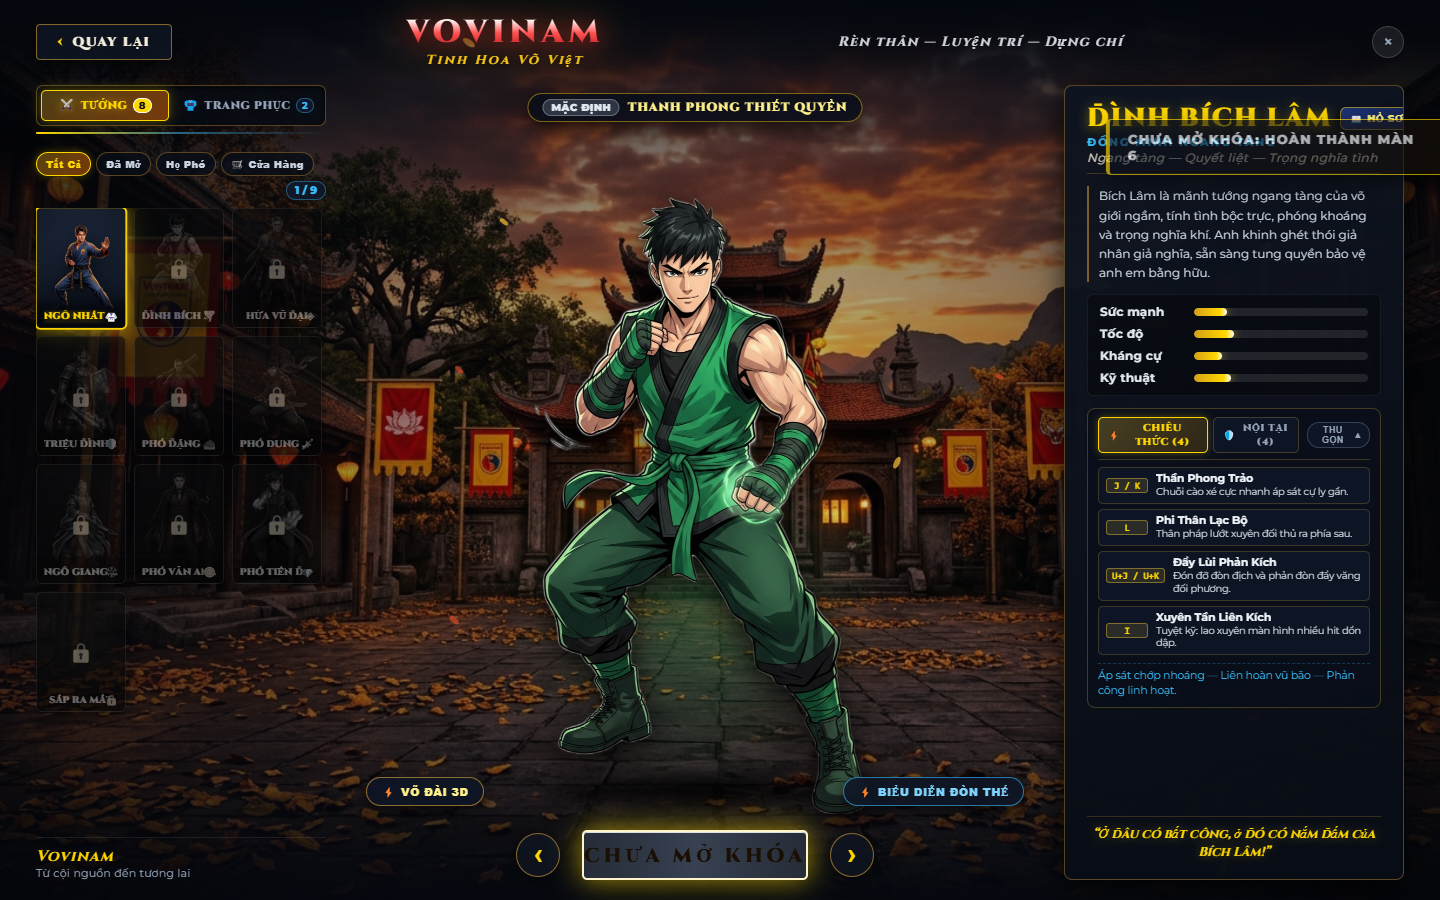 QUAY LẠI
VOVINAM
Tinh Hoa Võ Việt
Rèn thân — Luyện trí — Dựng chí
×
TƯỚNG 8
TRANG PHỤC 2
Tất Cả
Đã Mở
Họ Phó
Cửa Hàng
1 / 9
MẶC ĐỊNH THANH PHONG THIẾT QUYỀN
NGÔ NHẤT
ĐÌNH BÍCH
HỨA VŨ ĐẠI
TRIỆU ĐÌNH
PHÓ ĐẶNG
PHÓ DUNG
NGÔ GIANG
PHÓ VĂN
PHÓ TIẾN
SẮP RA MẮT
ĐÌNH BÍCH LÂM
HỒ SƠ
CHƯA MỞ KHÓA: HOÀN THÀNH MÀN
6
Ngang tàng — Quyết liệt — Trọng nghĩa tình
Bích Lâm là mãnh tướng ngang tàng của võ
giới ngầm, tính tình bộc trực, phóng khoáng
và trọng nghĩa khí. Anh khinh ghét thói giả
nhân giả nghĩa, sẵn sàng tung quyền bảo vệ
anh em bằng hữu.
Sức mạnh
Tốc độ
Kháng cự
Kỹ thuật
CHIÊU
THỨC (4)
NỘI TẠI
(4)
THU
GỌN ▲
J / K
Thần Phong Trảo
Chuỗi cào xé cực nhanh áp sát cự ly gần.
L
Phi Thân Lạc Bộ
Thân pháp lướt xuyên đối thủ ra phía sau.
U+J / U+K
Đẩy Lùi Phản Kích
Đón đỡ đòn địch và phản đòn đẩy văng
đối phương.
I
Xuyên Tần Liên Kích
Tuyệt kỹ: lao xuyên màn hình nhiều hit dồn
dập.
Áp sát chớp nhoáng — Liên hoàn vũ bão — Phản
công linh hoạt.
VÕ ĐÀI 3D
BIỂU DIỄN ĐÒN THẾ
CHƯA MỞ KHÓA
Vovinam
Từ cội nguồn đến tương lai
“Ở ĐÂU CÓ BẤT CÔNG, Ở ĐÓ CÓ NẮM ĐẤM CỦA
BÍCH LÂM!”